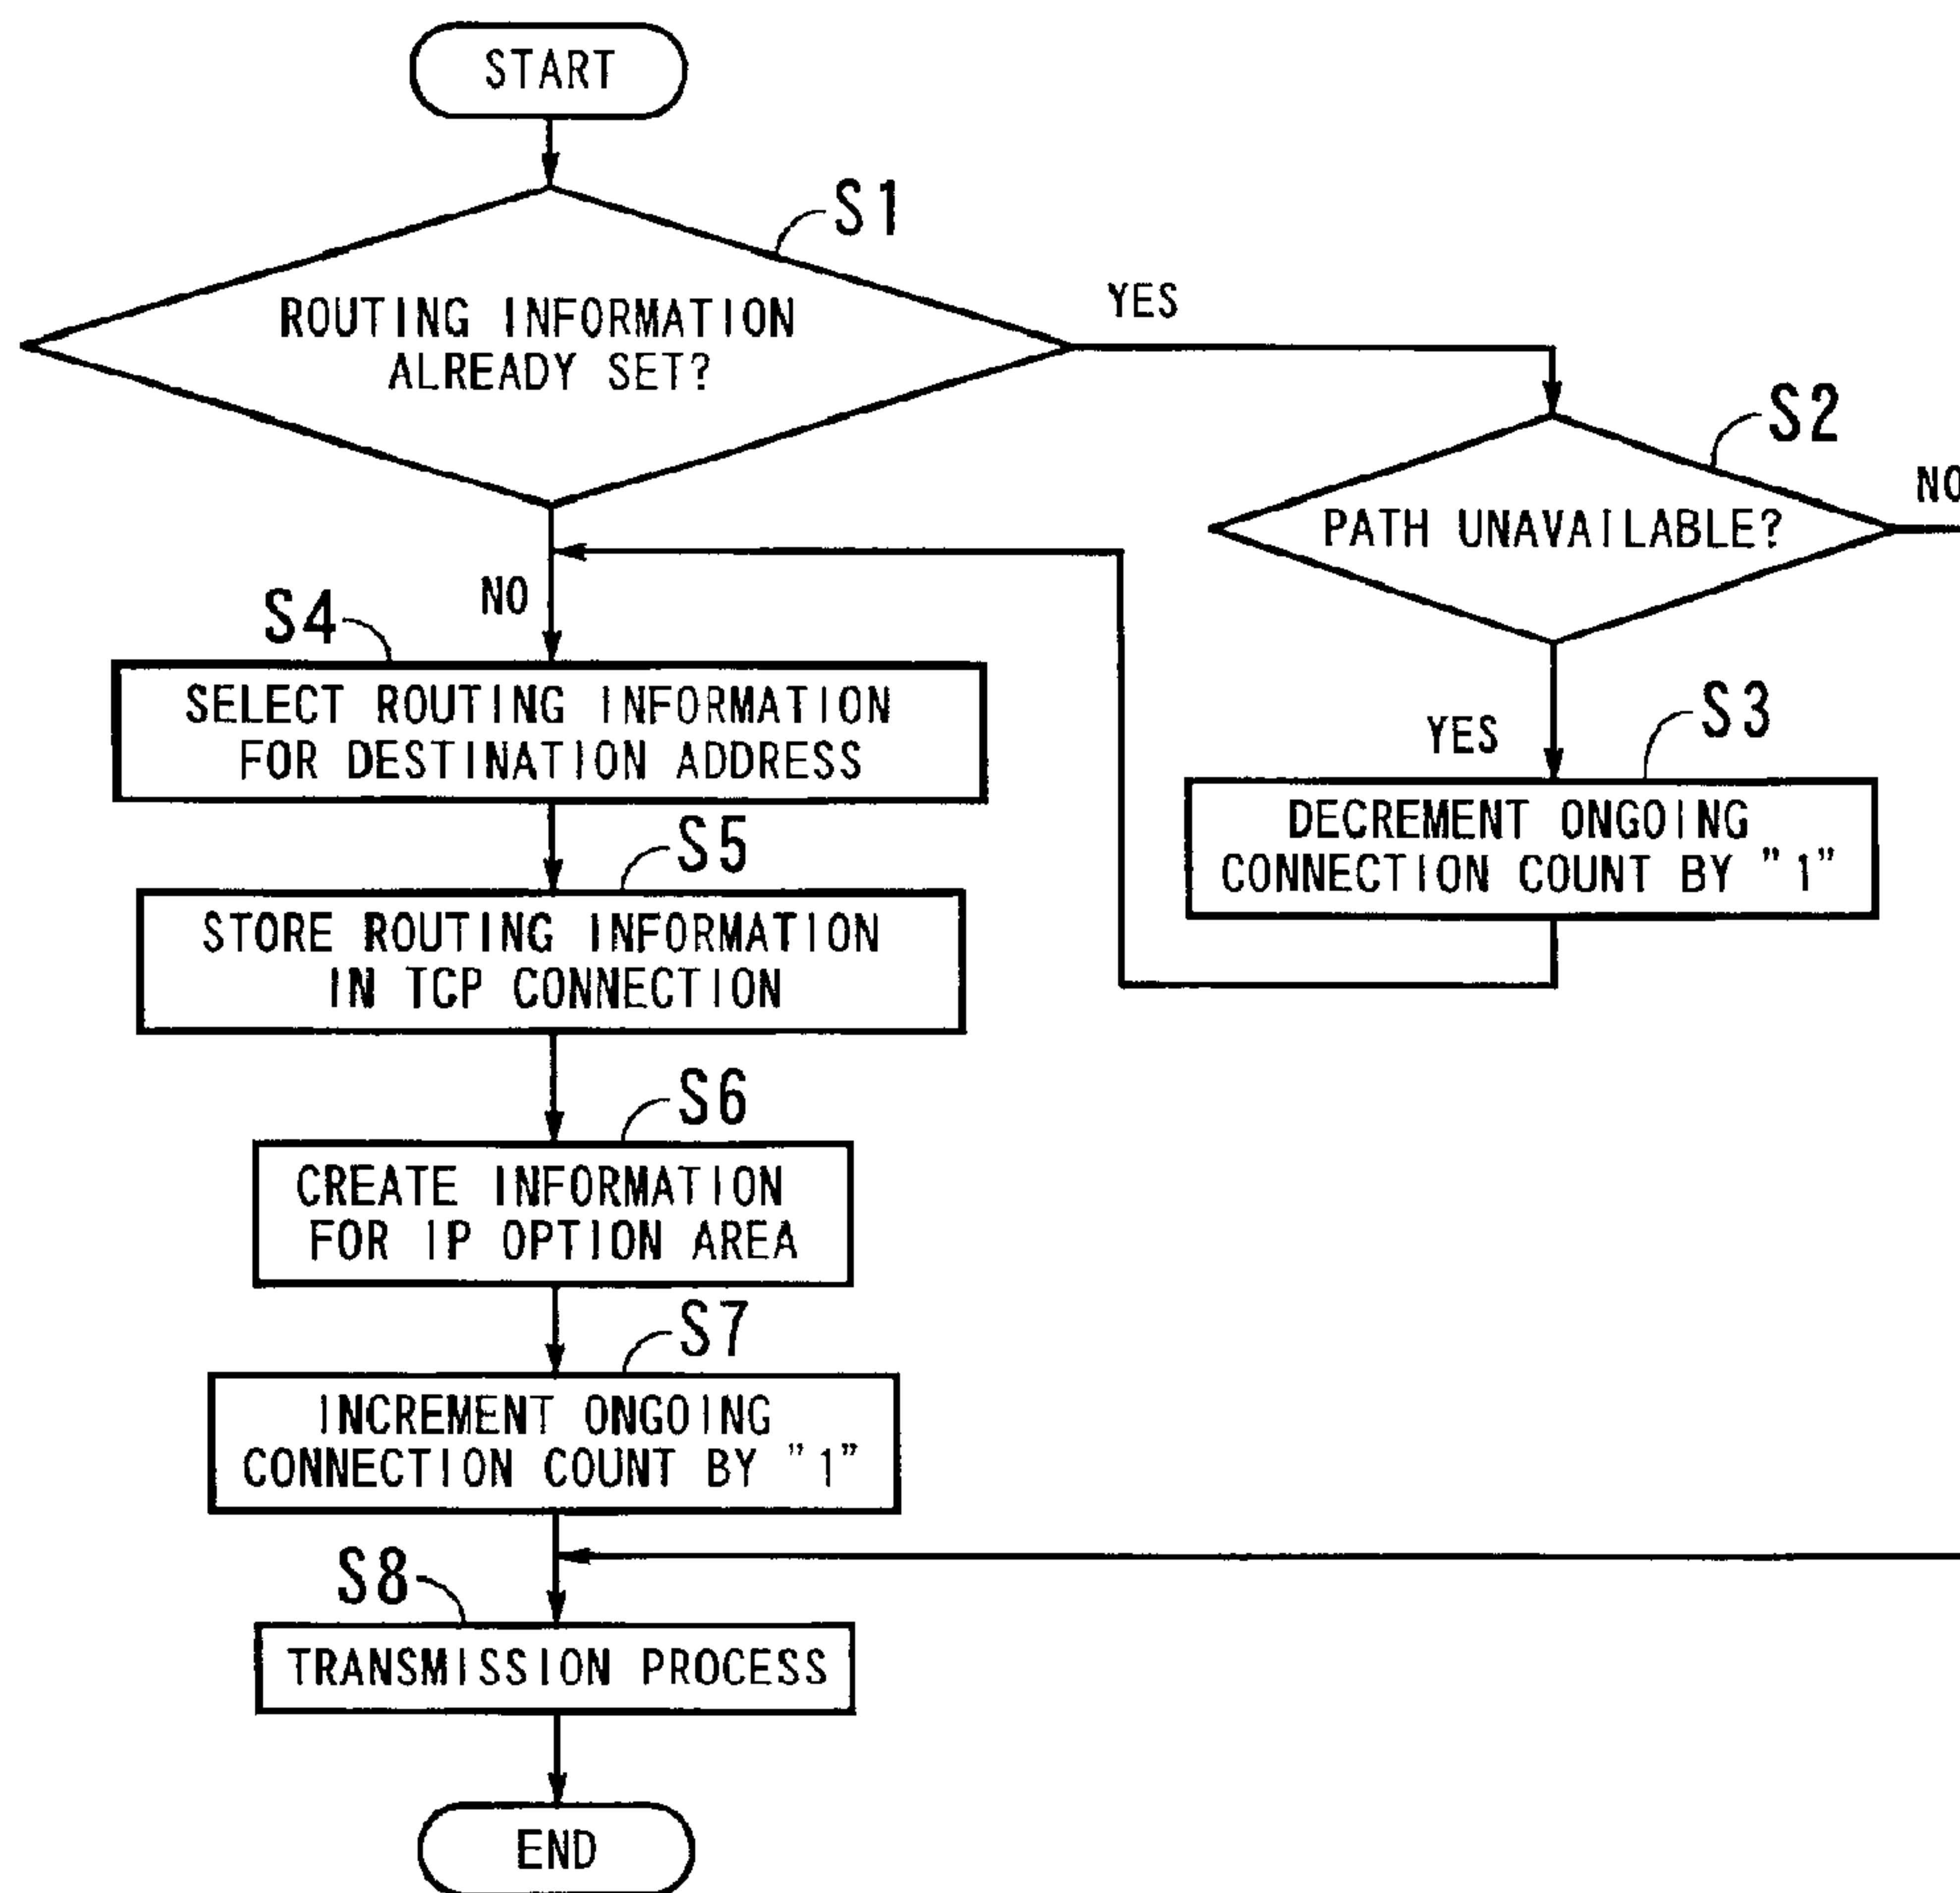 START
S1
ROUTING INFORMATION
ALREADY SET?
YES
S2
PATH UNAVAILABLE?
NO
NO
S4
SELECT ROUTING INFORMATION
FOR DESTINATION ADDRESS
YES
S3
DECREMENT ONGOING
CONNECTION COUNT BY "1"
S5
STORE ROUTING INFORMATION
IN TCP CONNECTION
S6
CREATE INFORMATION
FOR IP OPTION AREA
S7
INCREMENT ONGOING
CONNECTION COUNT BY "1"
S8
TRANSMISSION PROCESS
END